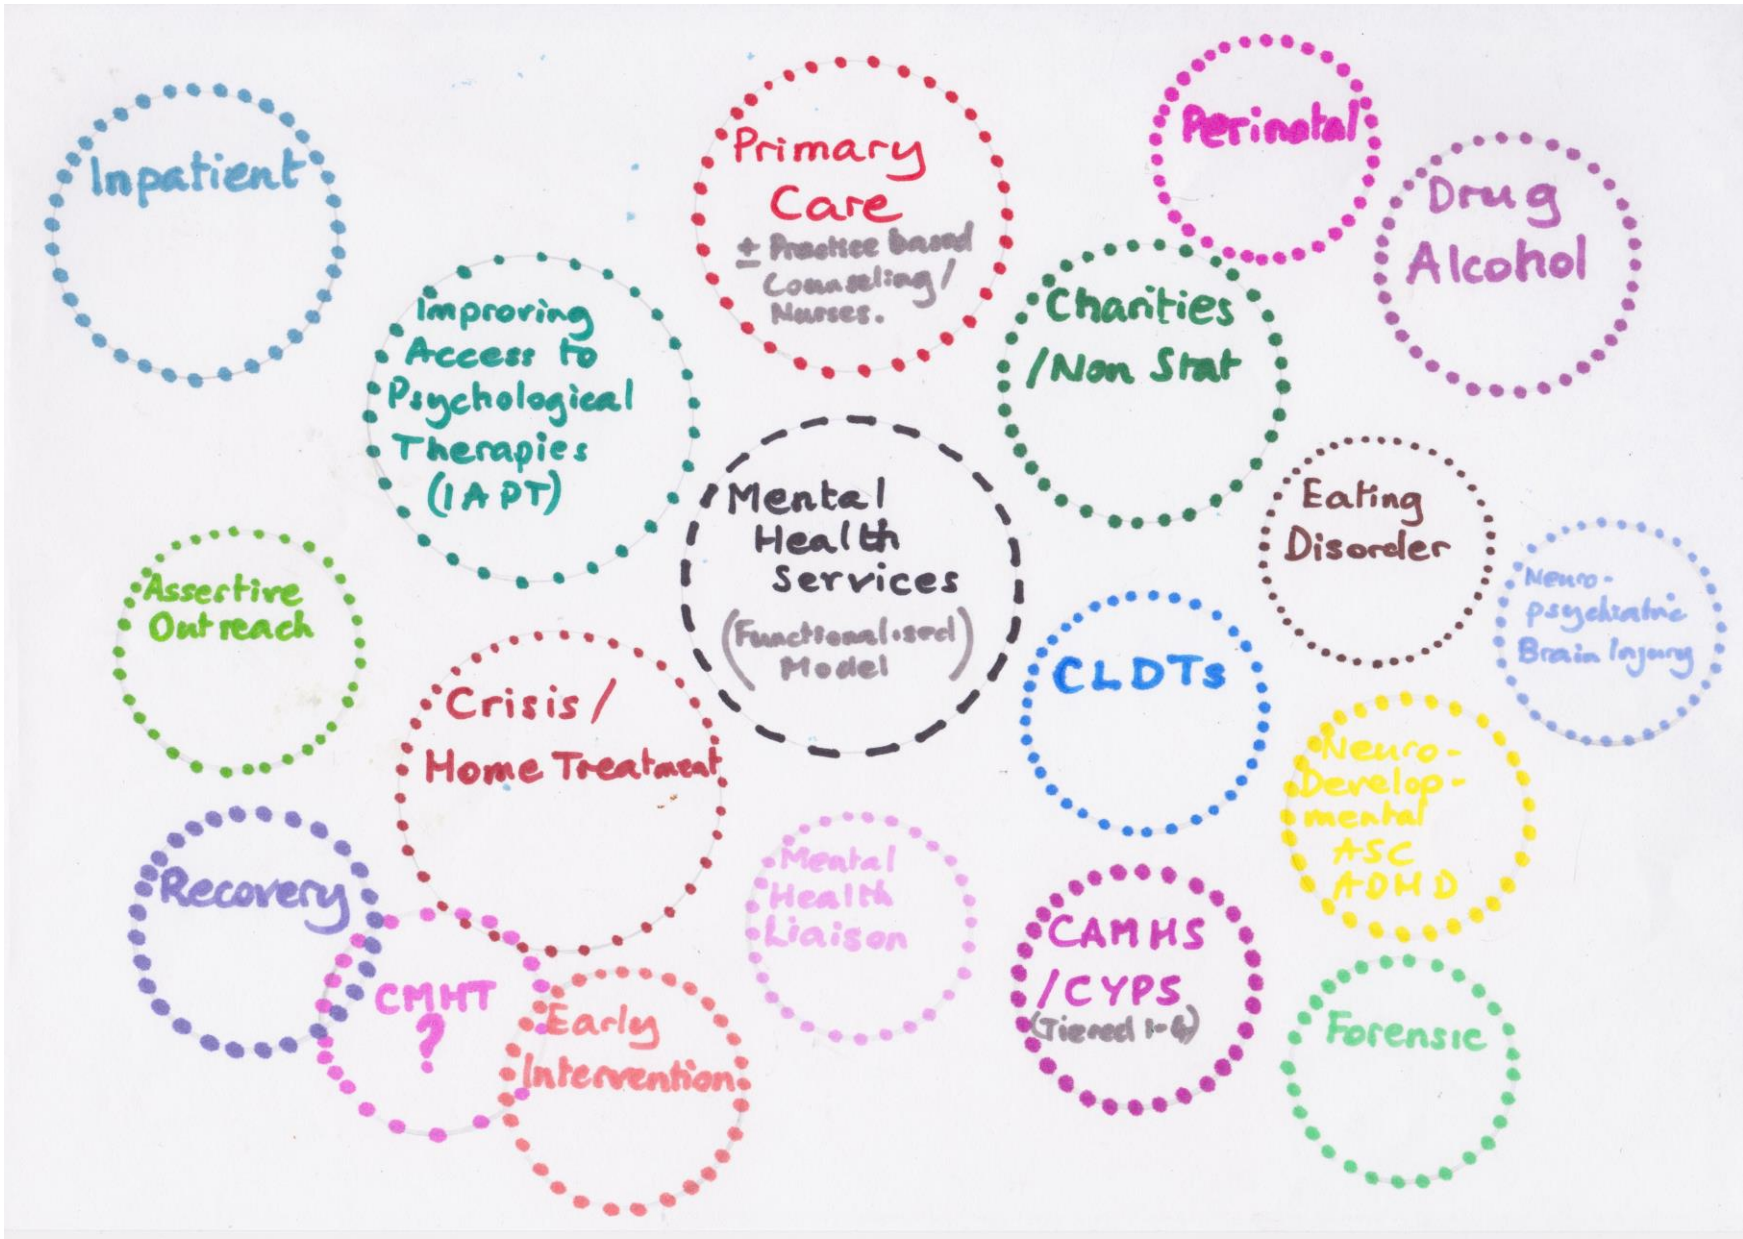 Inpatient
Primary
Care
± Practice based
Counseling/
Nurses.
Perinatal
Drug
Alcohol
Improving
Access to
Psychological
Therapies
(IAPT)
Charities
/Non Stat
Mental
Health
Services
(Functionalised)
Model
Eating
Disorder
Neuro-
psychiatric
Brain Injury
Assertive
Outreach
Crisis/
Home Treatment
CLDTs
Neuro-
Develop-
mental
ASC
ADHD
Recovery
Mental
Health
Liaison
CAMHS
/CYPS
(Tiered 1-4)
CMHT
?
Early
Intervention
Forensic